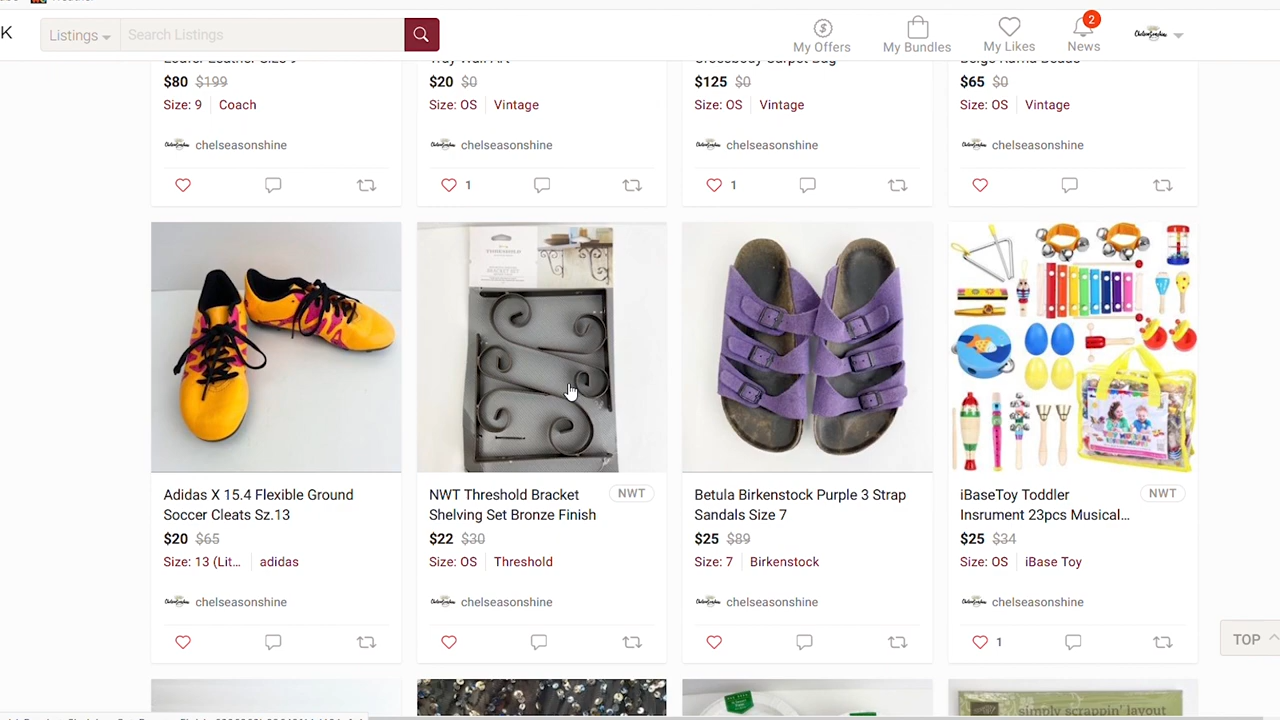 K
Listings
Search Listings
My Offers
My Bundles
My Likes
2
News
$80 $199
Size: 9 Coach
chelseasonshine
$20 $0
Size: OS Vintage
chelseasonshine
1
$125 $0
Size: OS Vintage
chelseasonshine
1
$65 $0
Size: OS Vintage
chelseasonshine
THRESHOLD
Adidas X 15.4 Flexible Ground
Soccer Cleats Sz.13
$20 $65
Size: 13 (Lit... adidas
chelseasonshine
NWT Threshold Bracket
Shelving Set Bronze Finish
NWT
$22 $30
Size: OS Threshold
chelseasonshine
Betula Birkenstock Purple 3 Strap
Sandals Size 7
$25 $89
Size: 7 Birkenstock
chelseasonshine
iBaseToy Toddler
Insrument 23pcs Musical...
NWT
$25 $34
Size: OS iBase Toy
chelseasonshine
1
TOP
simply scrappin' layout